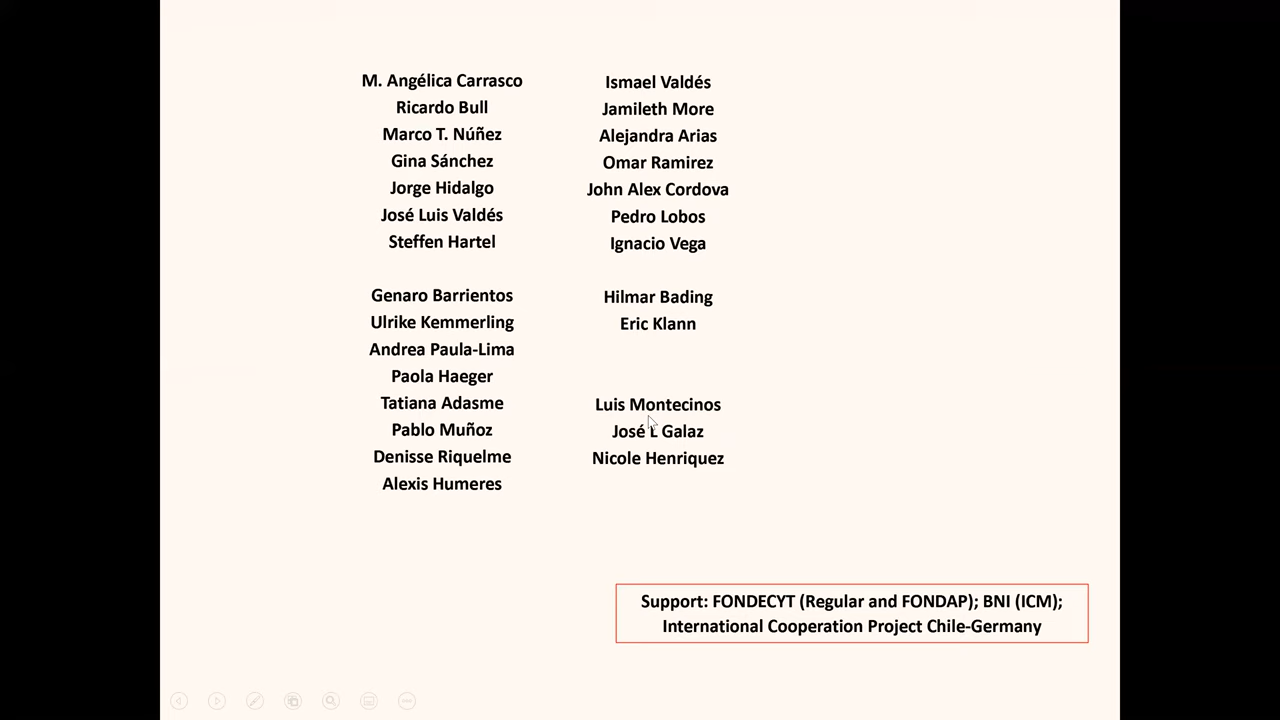 M. Angélica Carrasco
Ricardo Bull
Marco T. Núñez
Gina Sánchez
Jorge Hidalgo
José Luis Valdés
Steffen Hartel
Genaro Barrientos
Ulrike Kemmerling
Andrea Paula-Lima
Paola Haeger
Tatiana Adasme
Pablo Muñoz
Denisse Riquelme
Alexis Humeres
Ismael Valdés
Jamileth More
Alejandra Arias
Omar Ramirez
John Alex Cordova
Pedro Lobos
Ignacio Vega
Hilmar Bading
Eric Klann
Luis Montecinos
José L Galaz
Nicole Henriquez
Support: FONDECYT (Regular and FONDAP); BNI (ICM);
International Cooperation Project Chile-Germany